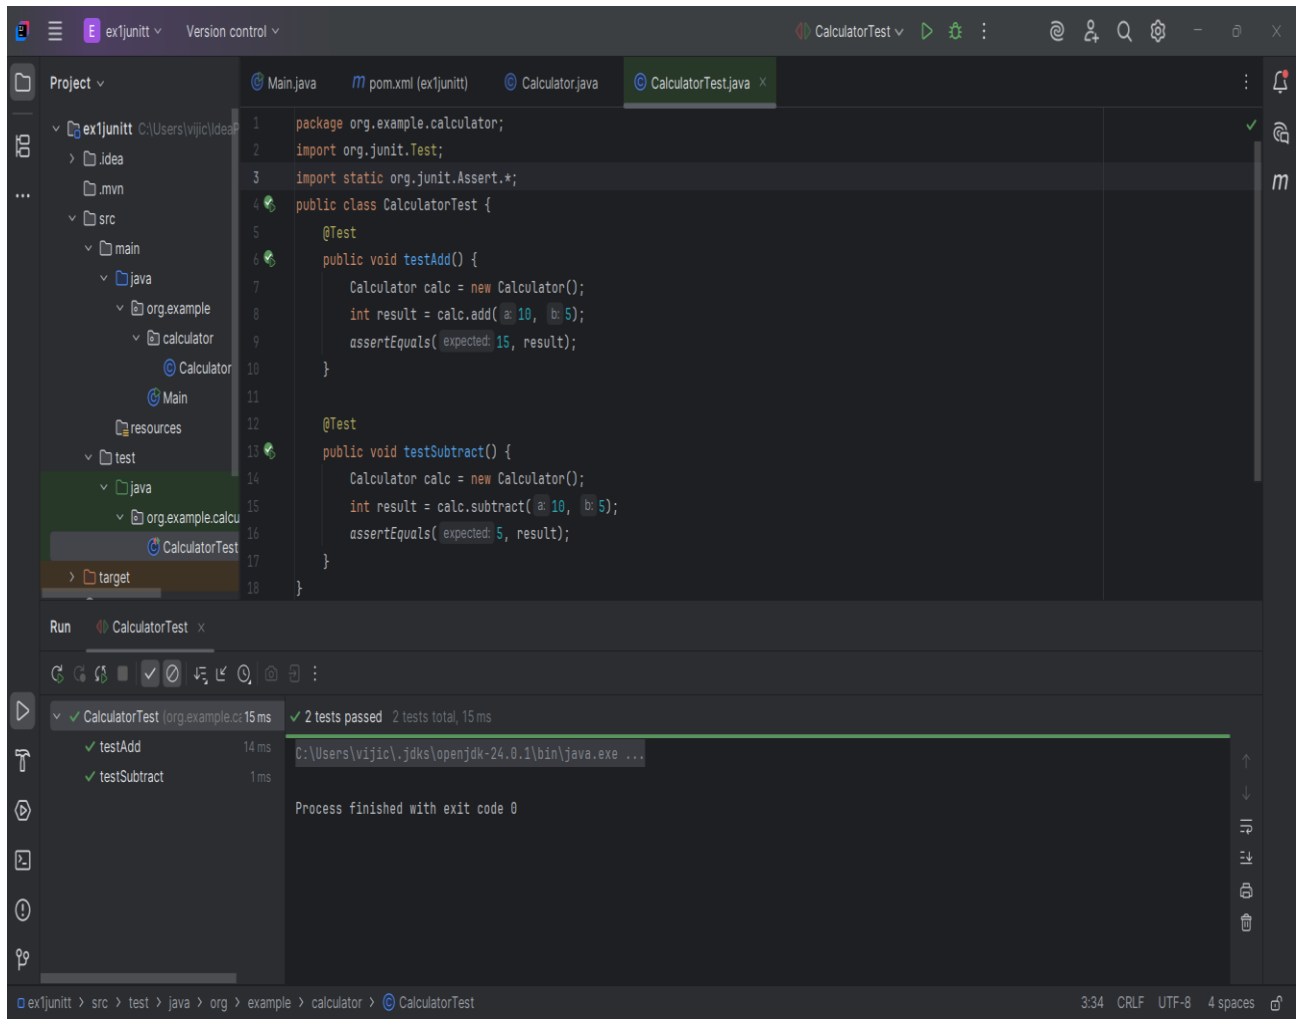 E ex1junitt Version control CalculatorTest
Project Main.java m pom.xml (ex1junitt) Calculator.java CalculatorTest.java
ex1junitt C:\Users\vijic\IdeaP
.idea
.mvn
src
main
java
org.example
calculator
Calculator
Main
resources
test
java
org.example.calcu
CalculatorTest
target
1 package org.example.calculator;
2 import org.junit.Test;
3 import static org.junit.Assert.*;
4 public class CalculatorTest {
5 @Test
6 public void testAdd() {
7 Calculator calc = new Calculator();
8 int result = calc.add( a: 10, b: 5);
9 assertEquals( expected: 15, result);
10 }
11
12 @Test
13 public void testSubtract() {
14 Calculator calc = new Calculator();
15 int result = calc.subtract( a: 10, b: 5);
16 assertEquals( expected: 5, result);
17 }
18 }
m
Run CalculatorTest
CalculatorTest (org.example.ca 15 ms
testAdd 14 ms
testSubtract 1 ms
2 tests passed 2 tests total, 15 ms
C:\Users\vijic\.jdks\openjdk-24.0.1\bin\java.exe ...
Process finished with exit code 0
ex1junitt > src > test > java > org > example > calculator > CalculatorTest 3:34 CRLF UTF-8 4 spaces